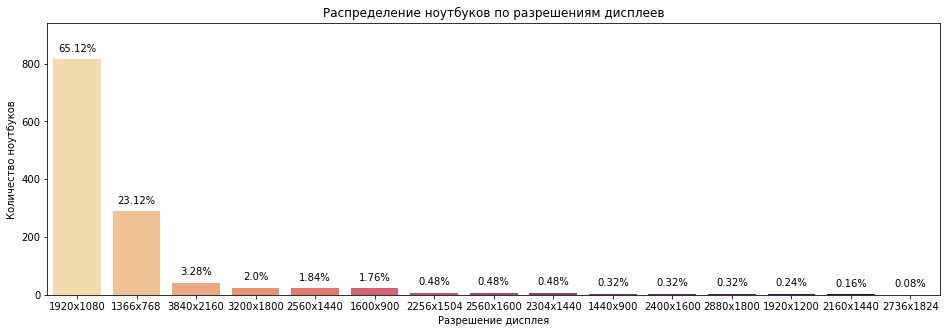 Распределение ноутбуков по разрешениям дисплеев
Количество ноутбуков
800
600
400
200
0
65.12%
23.12%
3.28%
2.0%
1.84%
1.76%
0.48%
0.48%
0.48%
0.32%
0.32%
0.32%
0.24%
0.16%
0.08%
1920x1080
1366x768
3840x2160
3200x1800
2560x1440
1600x900
2256x1504
2560x1600
2304x1440
1440x900
2400x1600
2880x1800
1920x1200
2160x1440
2736x1824
Разрешение дисплея